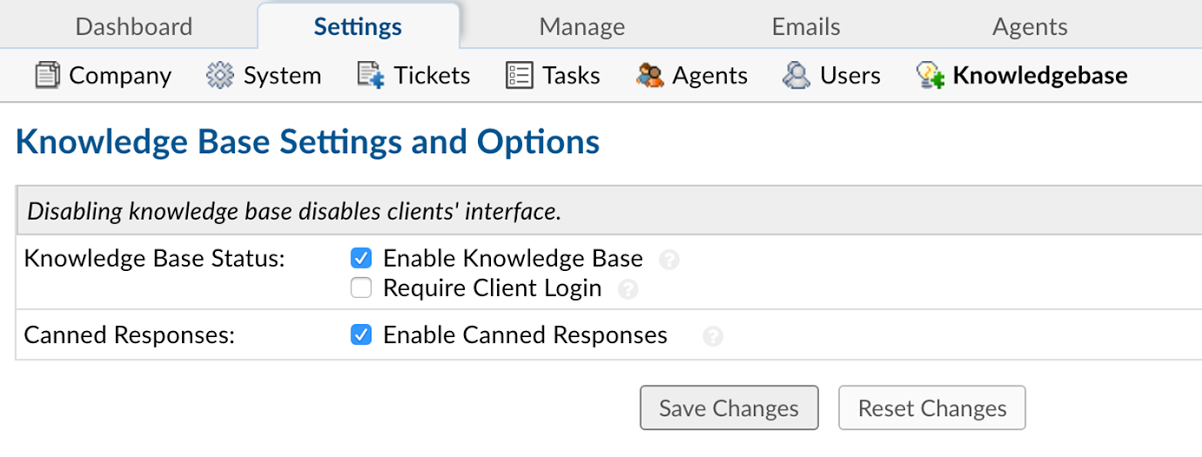 Dashboard Settings Manage Emails Agents
Company System Tickets Tasks Agents Users Knowledgebase
Knowledge Base Settings and Options
Disabling knowledge base disables clients' interface.
Knowledge Base Status: Enable Knowledge Base ?
Require Client Login ?
Canned Responses: Enable Canned Responses ?
Save Changes Reset Changes